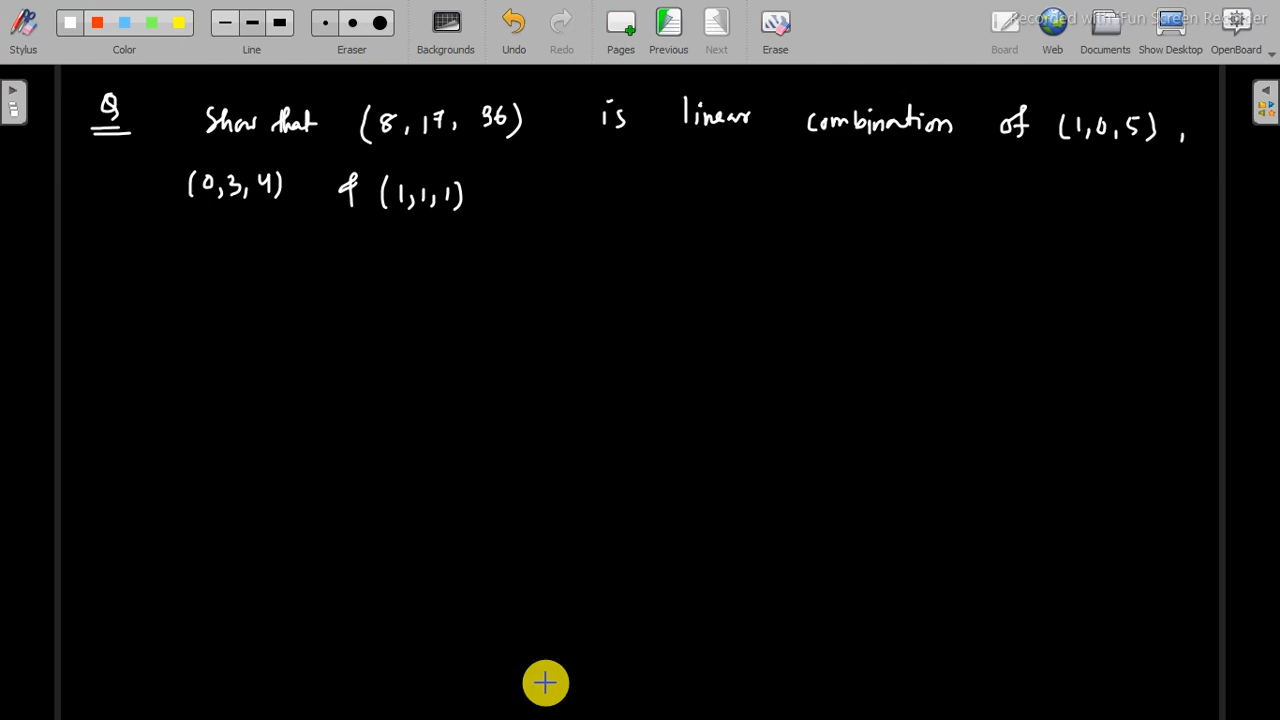 Recorded with Fun Screen Recorder
Stylus Color Line Eraser Backgrounds Undo Redo Pages Previous Next Erase Board Web Documents Show Desktop OpenBoard
Q Show that (8, 17, 36) is linear combination of (1, 0, 5),
(0, 3, 4) & (1, 1, 1)